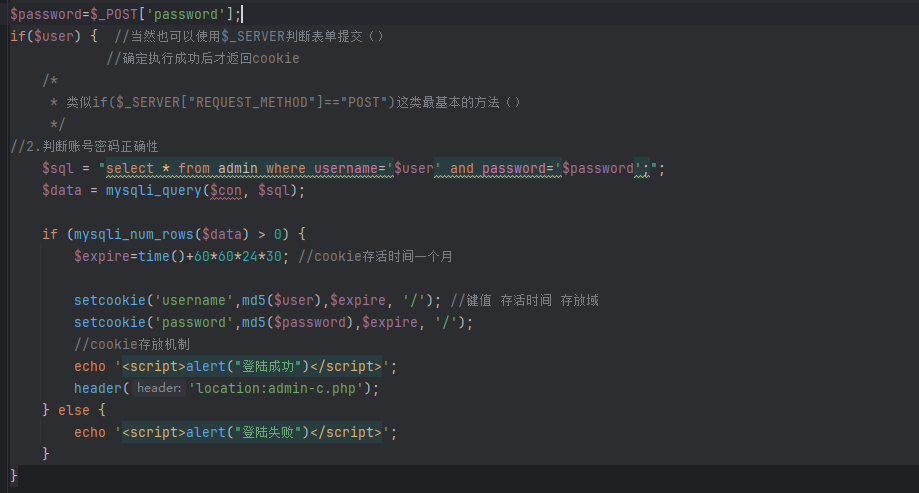 $password=$_POST['password'];
if($user) {  //当然也可以使用$_SERVER判断表单提交（）
            //确定执行成功后才返回cookie
    /*
     * 类似if($_SERVER["REQUEST_METHOD"]=="POST")这类最基本的方法（）
     */
//2.判断账号密码正确性
    $sql = "select * from admin where username='$user' and password='$password';";
    $data = mysqli_query($con, $sql);
    if (mysqli_num_rows($data) > 0) {
        $expire=time()+60*60*24*30; //cookie存活时间一个月
        setcookie('username',md5($user),$expire, '/'); //键值 存活时间 存放域
        setcookie('password',md5($password),$expire, '/');
        //cookie存放机制
        echo '<script>alert("登陆成功")</script>';
        header( header: 'location:admin-c.php');
    } else {
        echo '<script>alert("登陆失败")</script>';
    }
}